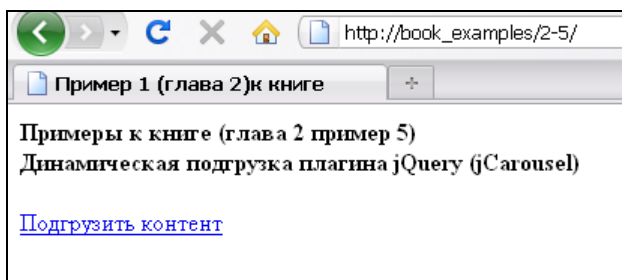 http://book_examples/2-5/
Пример 1 (глава 2)к книге
Примеры к книге (глава 2 пример 5)
Динамическая подгрузка плагина jQuery (jCarousel)
Подгрузить контент